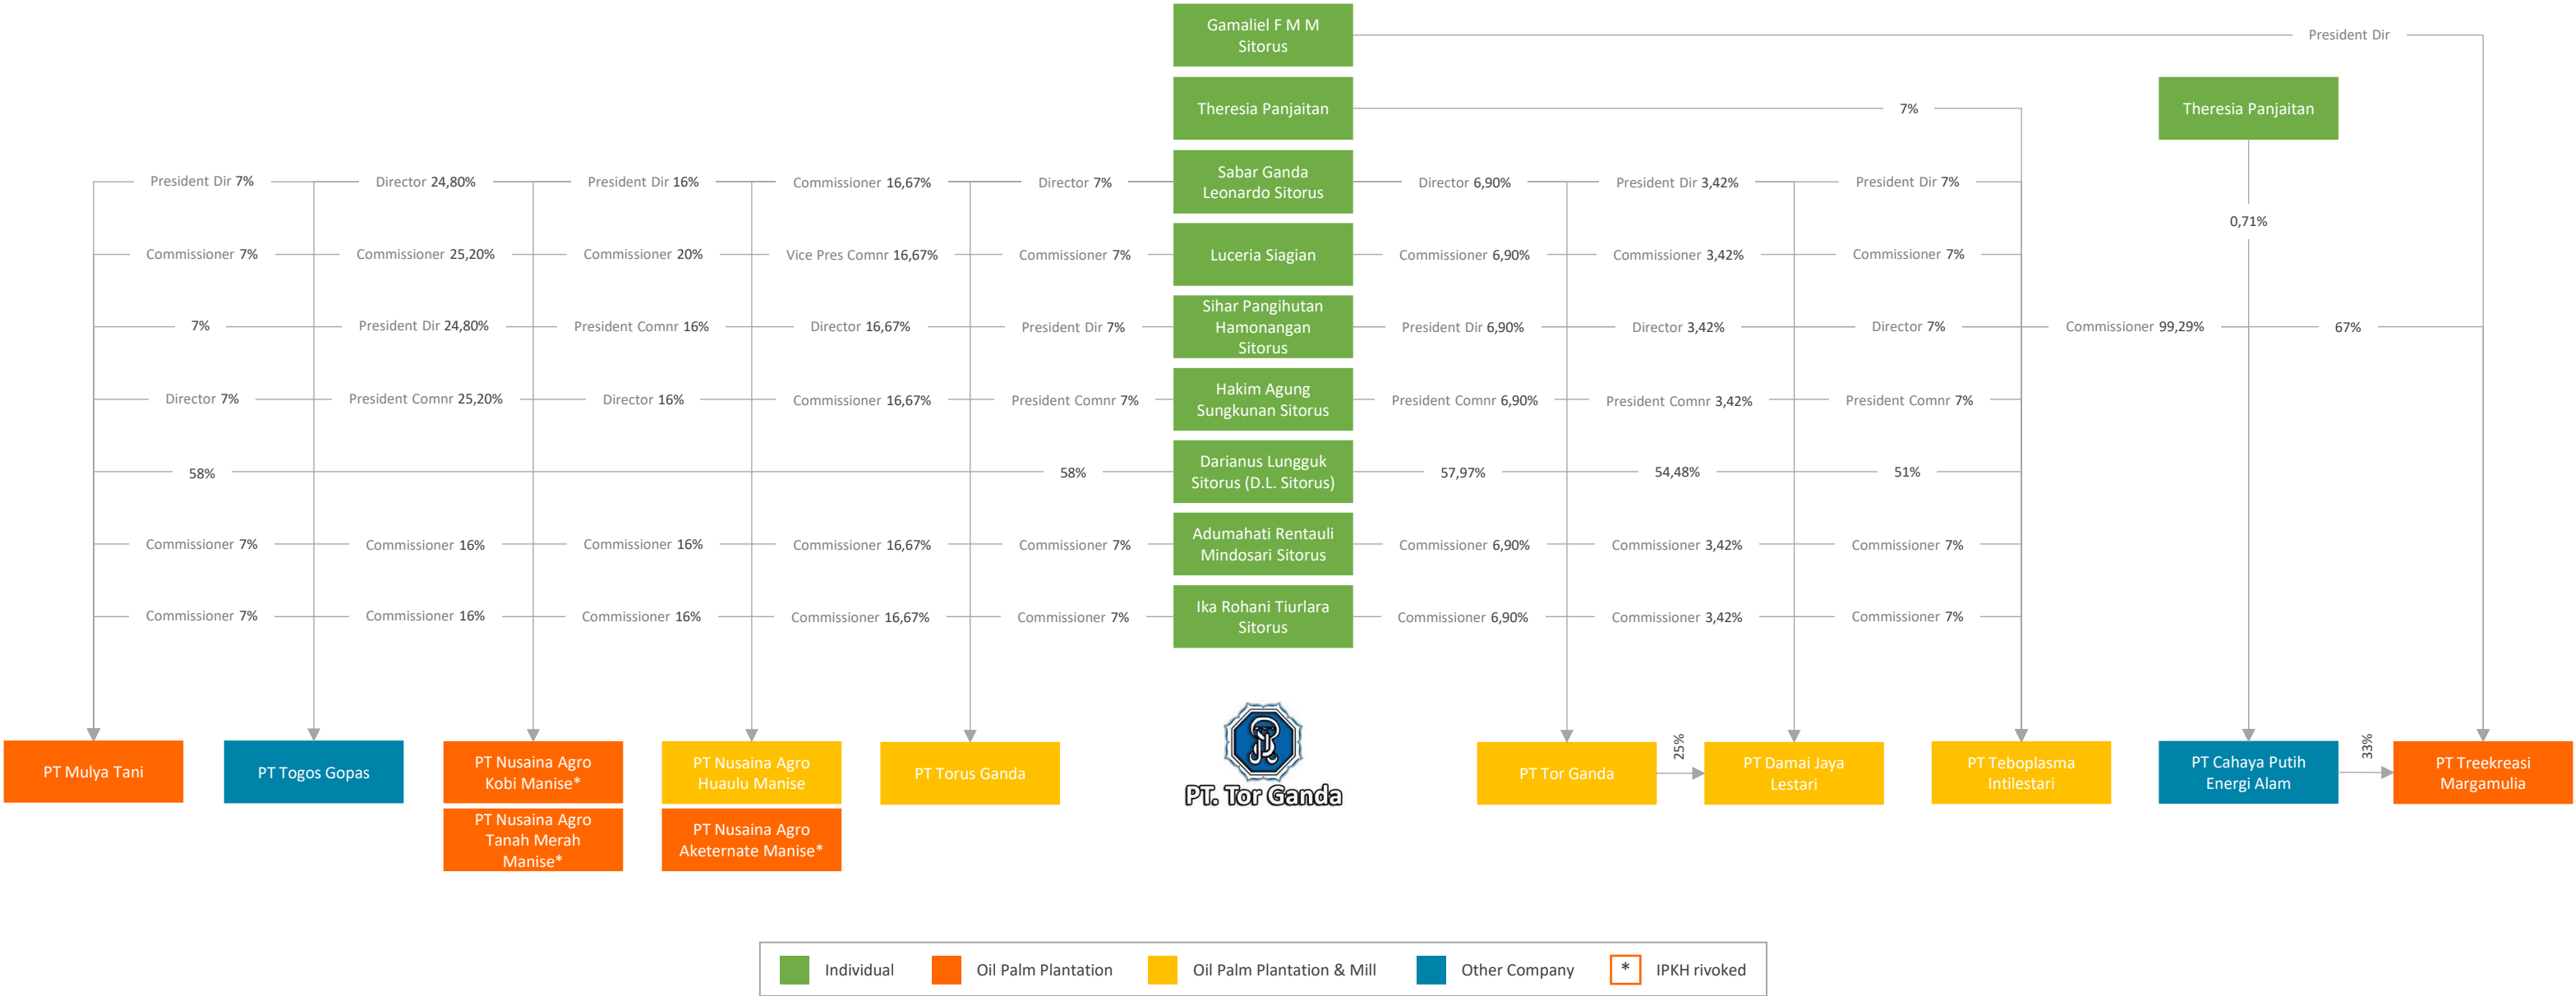 Gamaliel F M M
Sitorus
President Dir
Theresia Panjaitan
7%
Theresia Panjaitan
President Dir 7%
Director 24,80%
President Dir 16%
Commissioner 16,67%
Director 7%
Sabar Ganda
Leonardo Sitorus
Director 6,90%
President Dir 3,42%
President Dir 7%
0,71%
Commissioner 7%
Commissioner 25,20%
Commissioner 20%
Vice Pres Comnr 16,67%
Commissioner 7%
Luceria Siagian
Commissioner 6,90%
Commissioner 3,42%
Commissioner 7%
7%
President Dir 24,80%
President Comnr 16%
Director 16,67%
President Dir 7%
Sihar Pangihutan
Hamonangan
Sitorus
President Dir 6,90%
Director 3,42%
Director 7%
Commissioner 99,29%
67%
Director 7%
President Comnr 25,20%
Director 16%
Commissioner 16,67%
President Comnr 7%
Hakim Agung
Sungkunan Sitorus
President Comnr 6,90%
President Comnr 3,42%
President Comnr 7%
58%
58%
Darianus Lungguk
Sitorus (D.L. Sitorus)
57,97%
54,48%
51%
Commissioner 7%
Commissioner 16%
Commissioner 16%
Commissioner 16,67%
Commissioner 7%
Adumahati Rentauli
Mindosari Sitorus
Commissioner 6,90%
Commissioner 3,42%
Commissioner 7%
Commissioner 7%
Commissioner 16%
Commissioner 16%
Commissioner 16,67%
Commissioner 7%
Ika Rohani Tiurlara
Sitorus
Commissioner 6,90%
Commissioner 3,42%
Commissioner 7%
PT Mulya Tani
PT Togos Gopas
PT Nusaina Agro
Kobi Manise*
PT Nusaina Agro
Huaulu Manise
PT Torus Ganda
PT. Tor Ganda
PT Tor Ganda
25%
PT Damai Jaya
Lestari
PT Teboplasma
Intilestari
PT Cahaya Putih
Energi Alam
33%
PT Treekreasi
Margamulia
PT Nusaina Agro
Tanah Merah
Manise*
PT Nusaina Agro
Aketernate Manise*
Individual
Oil Palm Plantation
Oil Palm Plantation & Mill
Other Company
* IPKH rivoked